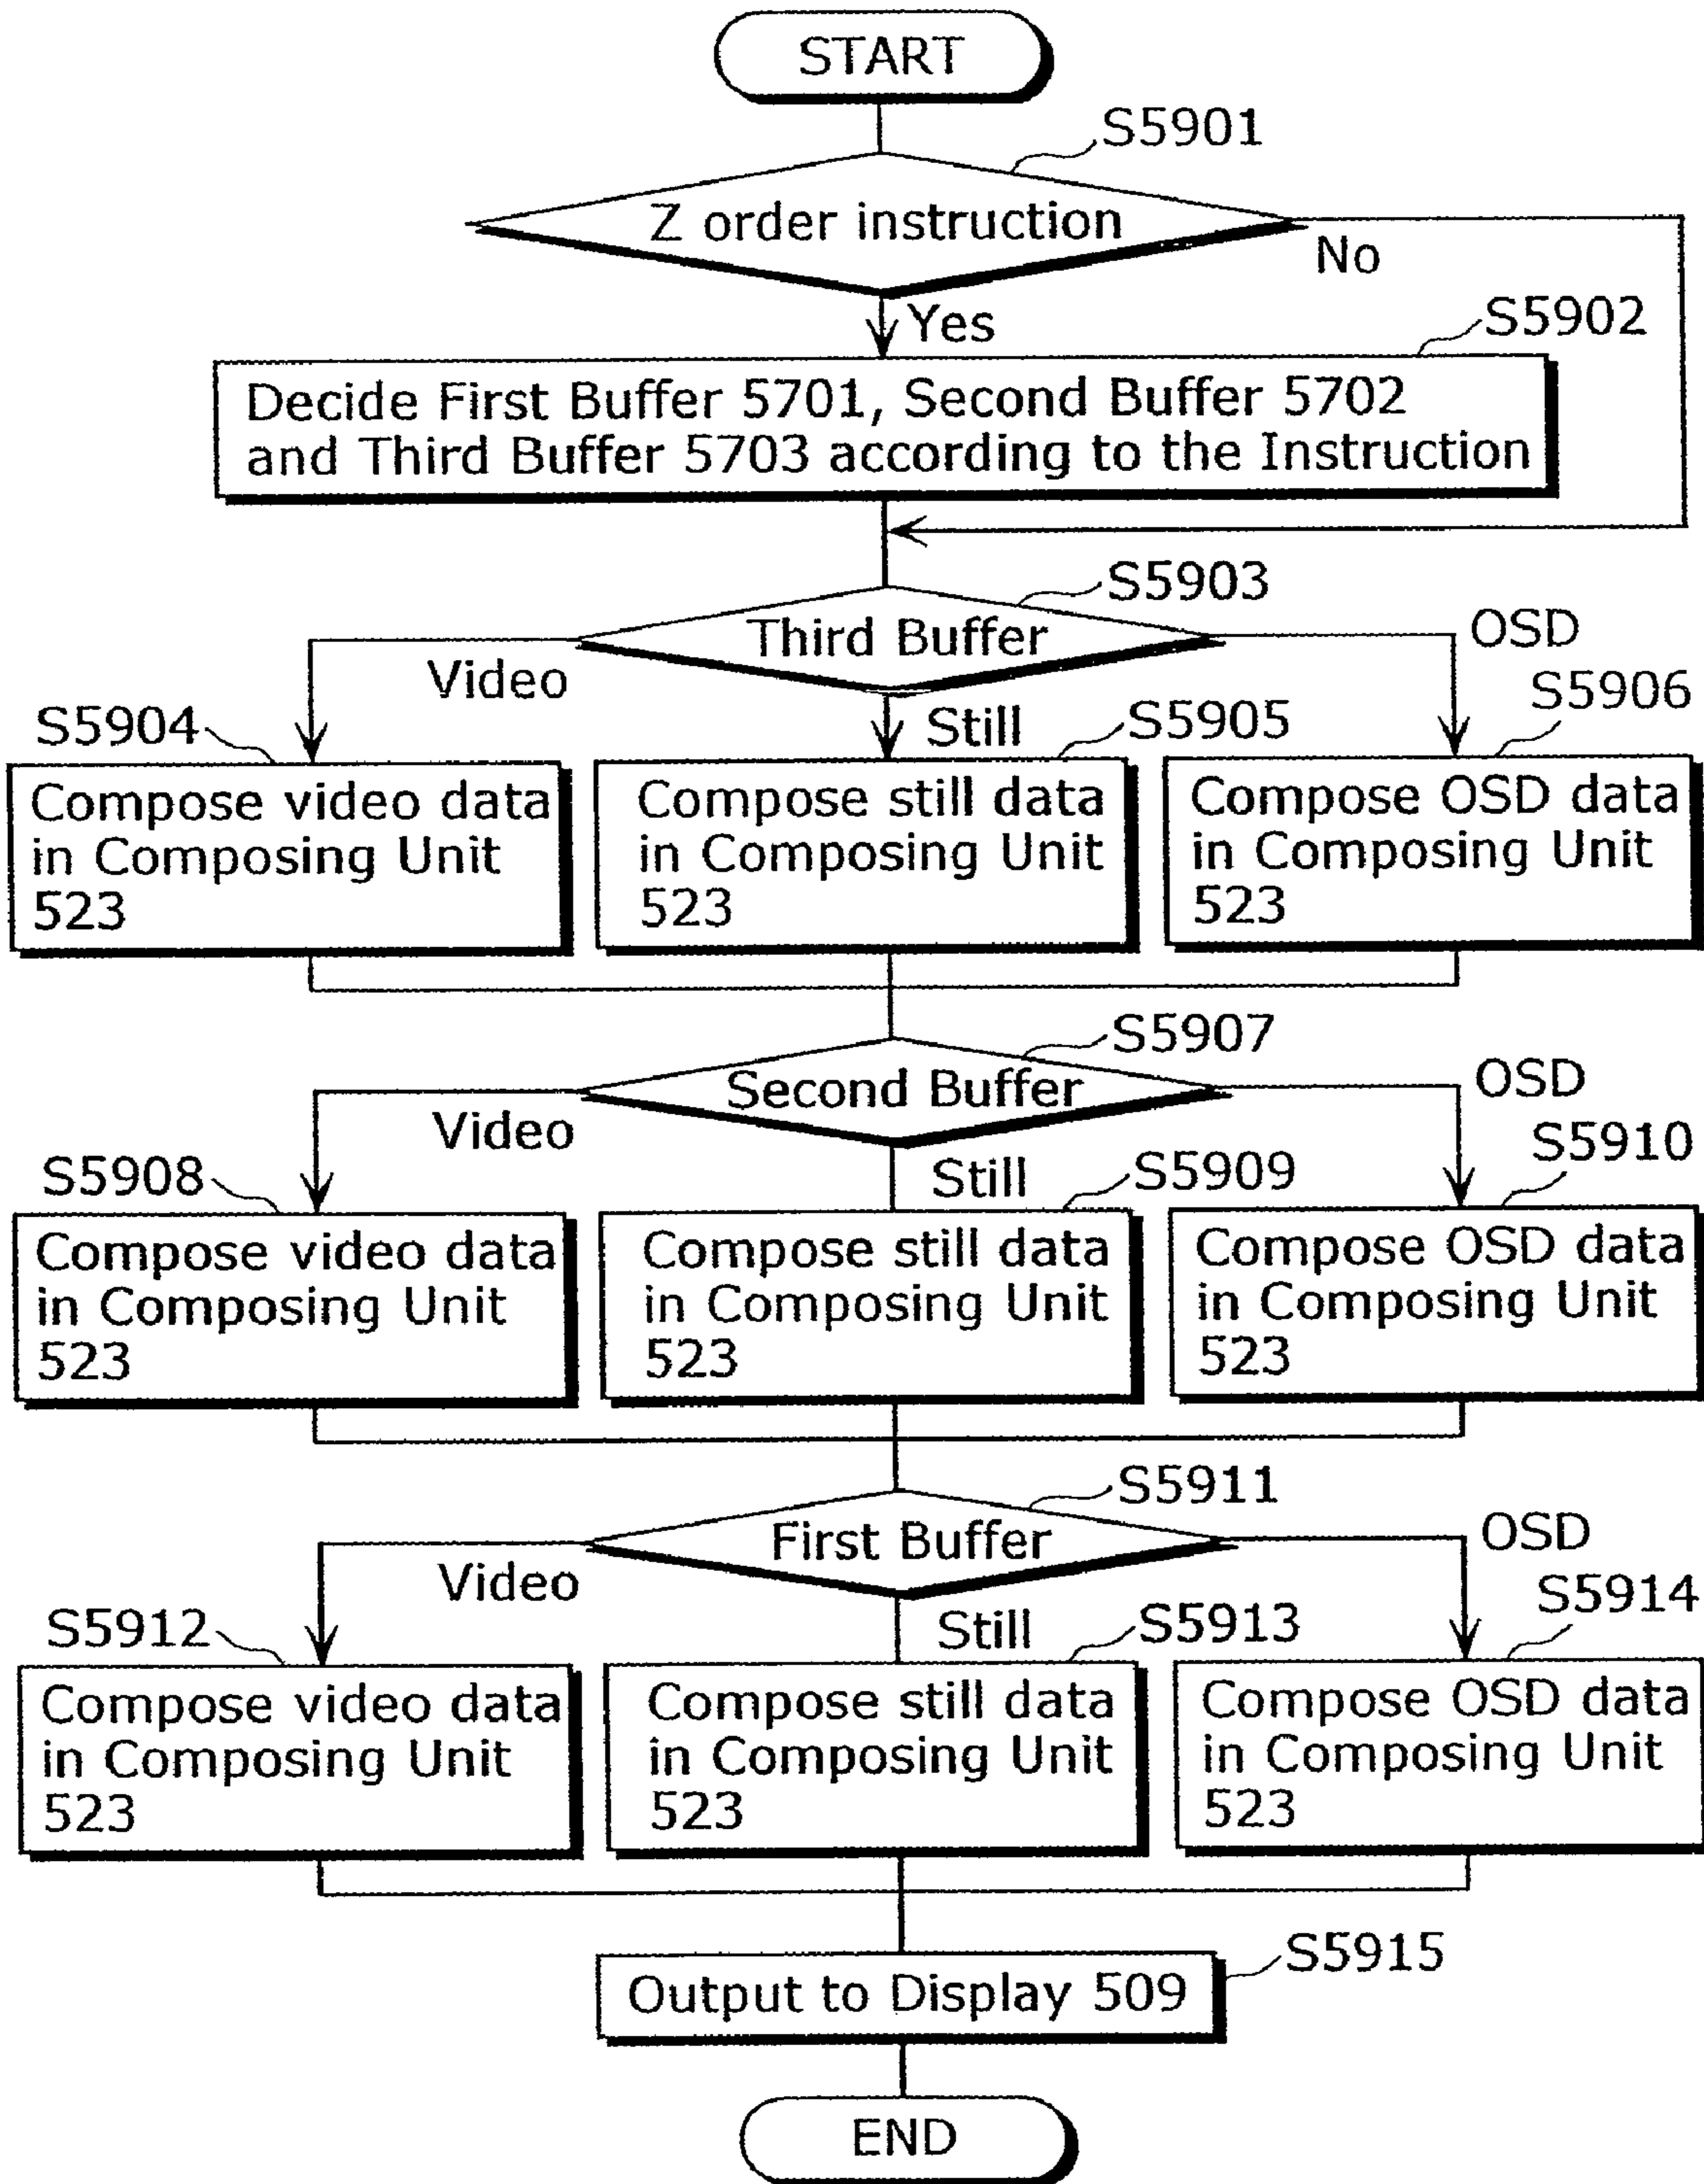 START
S5901
Z order instruction
No
Yes
S5902
Decide First Buffer 5701, Second Buffer 5702
and Third Buffer 5703 according to the Instruction
S5903
Third Buffer
Video
Still
OSD
S5904
Compose video data
in Composing Unit
523
S5905
Compose still data
in Composing Unit
523
S5906
Compose OSD data
in Composing Unit
523
S5907
Second Buffer
Video
Still
OSD
S5908
Compose video data
in Composing Unit
523
S5909
Compose still data
in Composing Unit
523
S5910
Compose OSD data
in Composing Unit
523
S5911
First Buffer
Video
Still
OSD
S5912
Compose video data
in Composing Unit
523
S5913
Compose still data
in Composing Unit
523
S5914
Compose OSD data
in Composing Unit
523
S5915
Output to Display 509
END